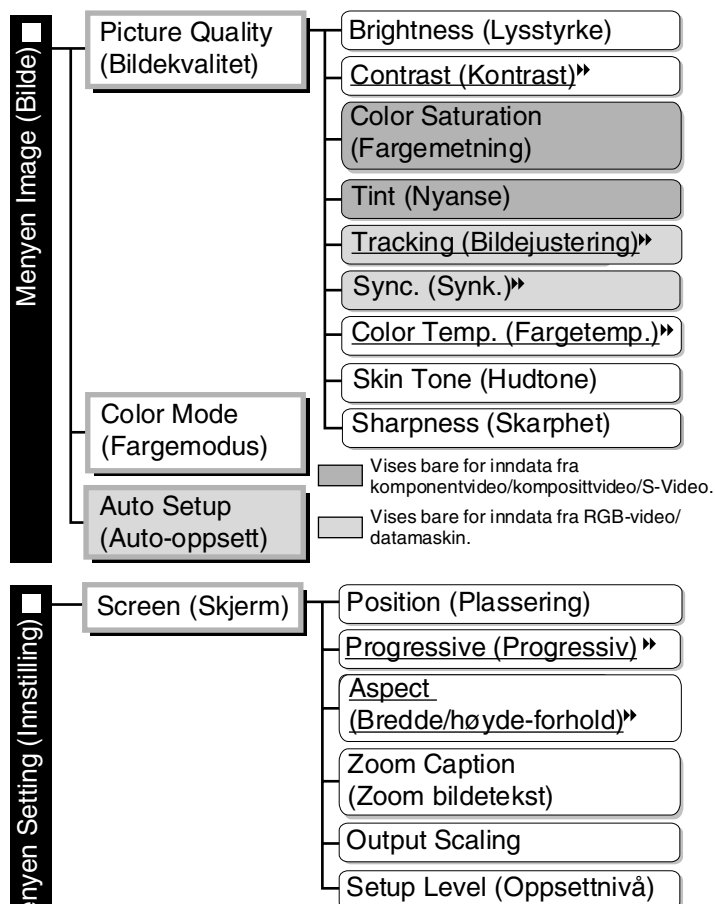 ■ Menyen Image (Bilde)
Picture Quality
(Bildekvalitet)
Brightness (Lysstyrke)
Contrast (Kontrast)
Color Saturation
(Fargemetning)
Tint (Nyanse)
Tracking (Bildejustering)
Sync. (Synk.)
Color Temp. (Fargetemp.)
Skin Tone (Hudtone)
Sharpness (Skarphet)
Color Mode
(Fargemodus)
Auto Setup
(Auto-oppsett)
Vises bare for inndata fra
komponentvideo/komposittvideo/S-Video.
Vises bare for inndata fra RGB-video/
datamaskin.
■ enyen Setting (Innstilling)
Screen (Skjerm)
Position (Plassering)
Progressive (Progressiv)
Aspect
(Bredde/høyde-forhold)
Zoom Caption
(Zoom bildetekst)
Output Scaling
Setup Level (Oppsettnivå)